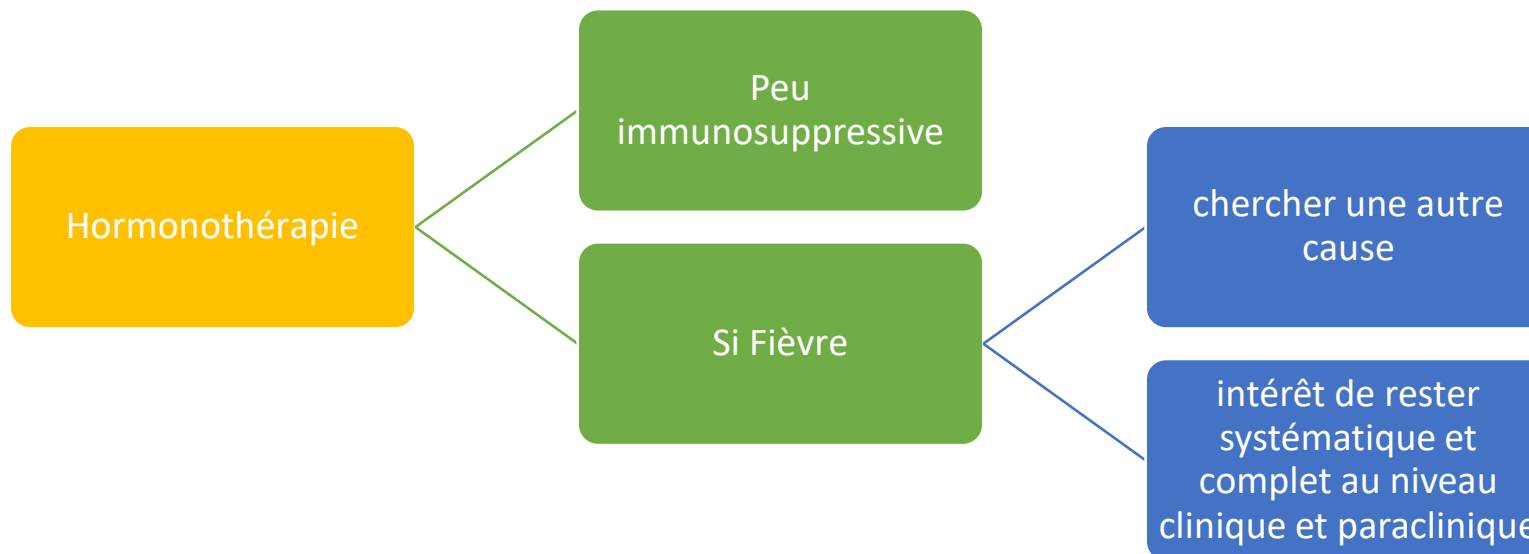 Hormonothérapie
Peu
immunosuppressive
Si Fièvre
chercher une autre
cause
intérêt de rester
systématique et
complet au niveau
clinique et paraclinique